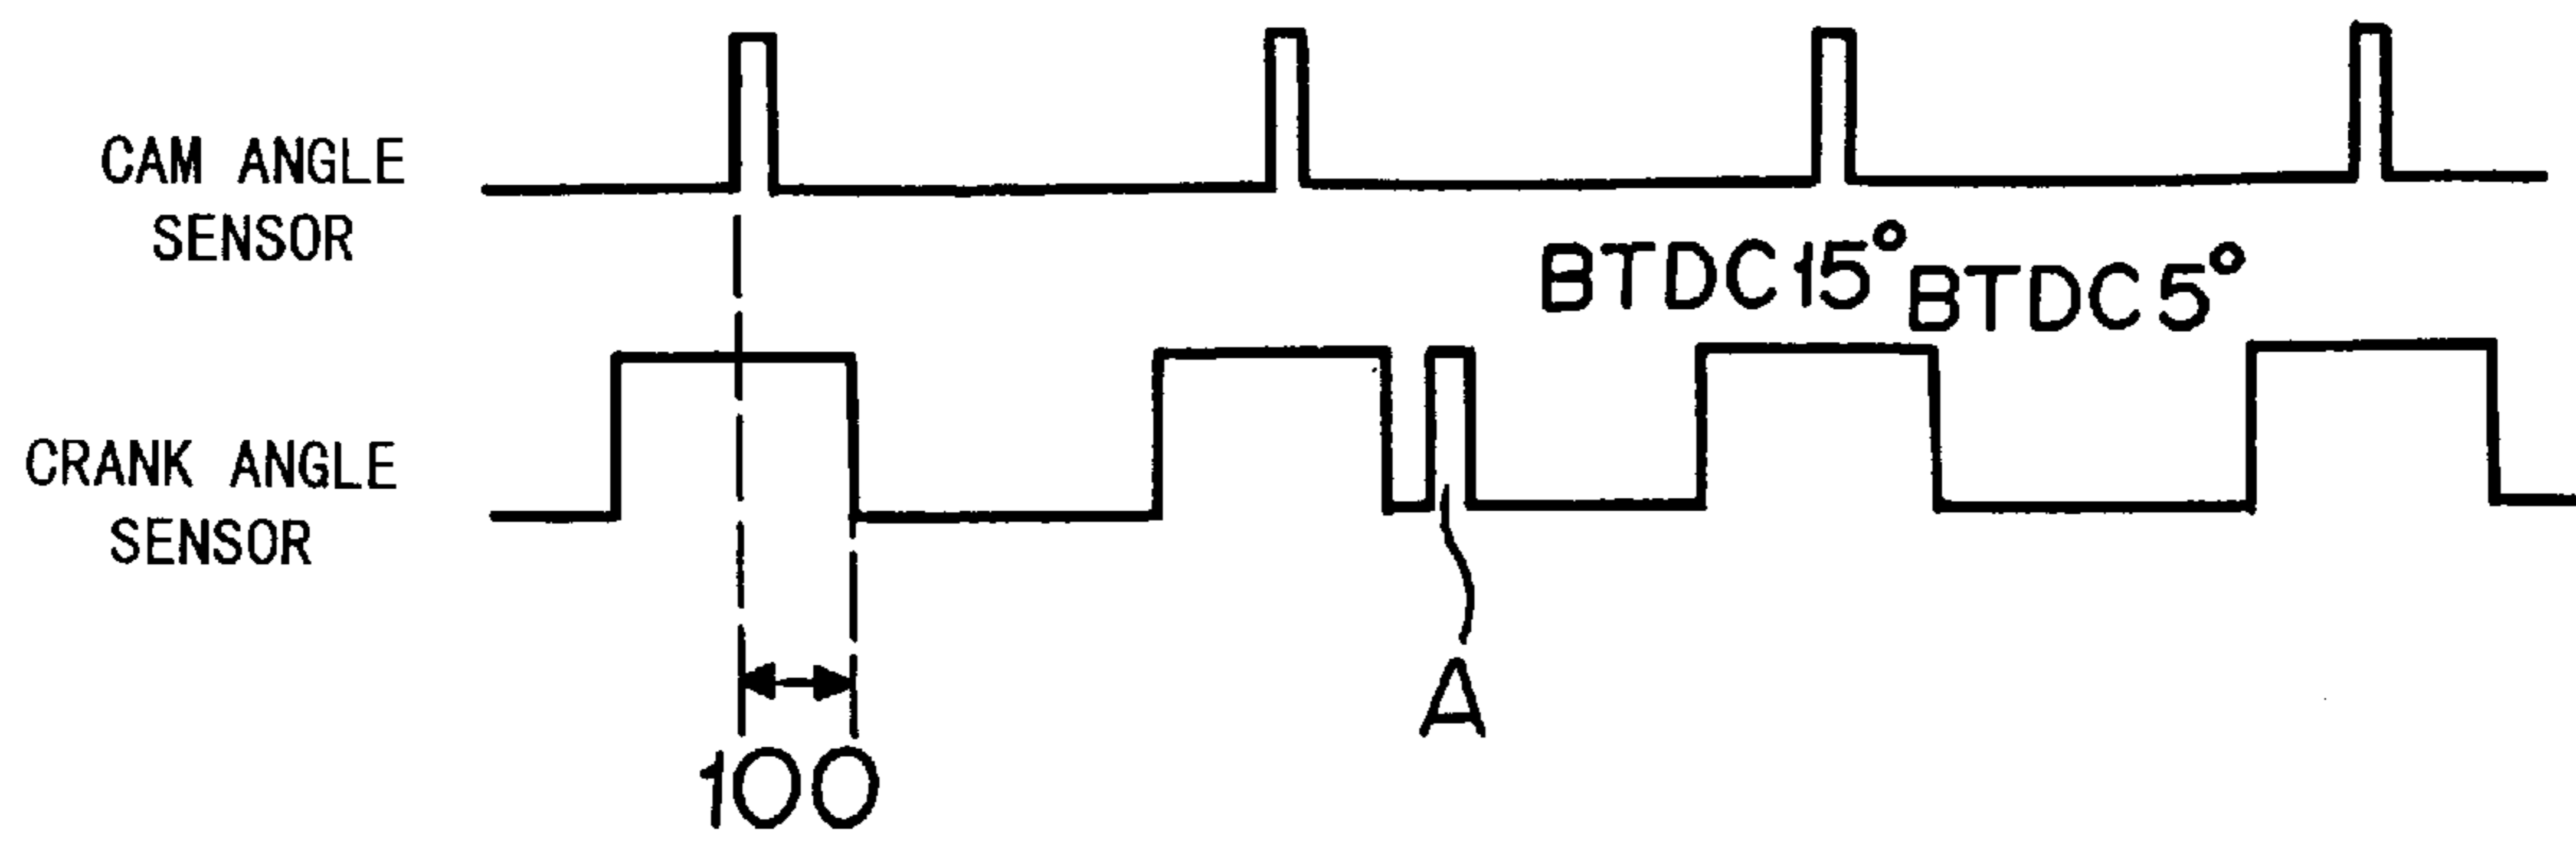 CAM ANGLE
SENSOR
BTDC15°
BTDC5°
CRANK ANGLE
SENSOR
A
100